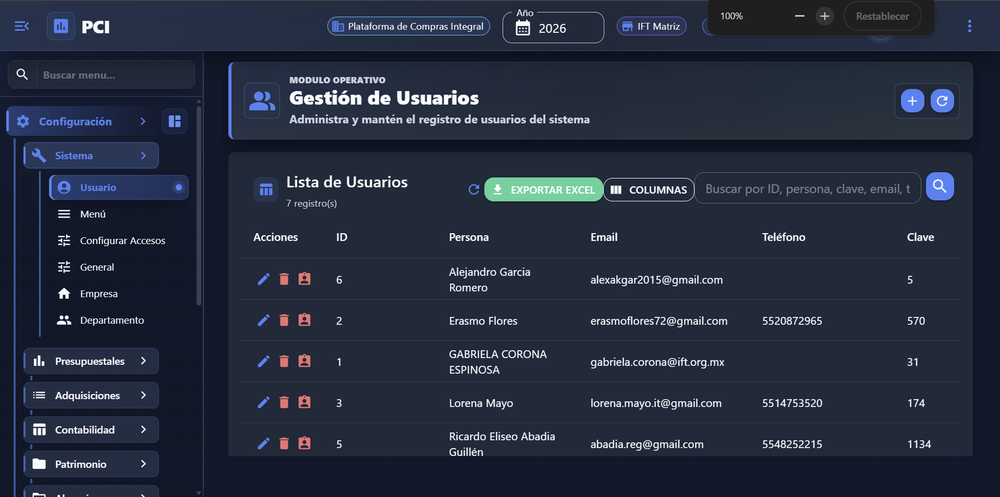 PCI
Plataforma de Compras Integral
Año
2026
IFT Matriz
100%
Restablecer
Buscar menu...
Configuración
Sistema
Usuario
Menú
Configurar Accesos
General
Empresa
Departamento
Presupuestales
Adquisiciones
Contabilidad
Patrimonio
MODULO OPERATIVO
Gestión de Usuarios
Administra y mantén el registro de usuarios del sistema
Lista de Usuarios
7 registro(s)
EXPORTAR EXCEL
COLUMNAS
Buscar por ID, persona, clave, email, t
Acciones ID Persona Email Teléfono Clave
6 Alejandro Garcia Romero alexakgar2015@gmail.com 5
2 Erasmo Flores erasmoflores72@gmail.com 5520872965 570
1 GABRIELA CORONA ESPINOSA gabriela.corona@ift.org.mx 31
3 Lorena Mayo lorena.mayo.it@gmail.com 5514753520 174
5 Ricardo Eliseo Abadia Guillén abadia.reg@gmail.com 5548252215 1134